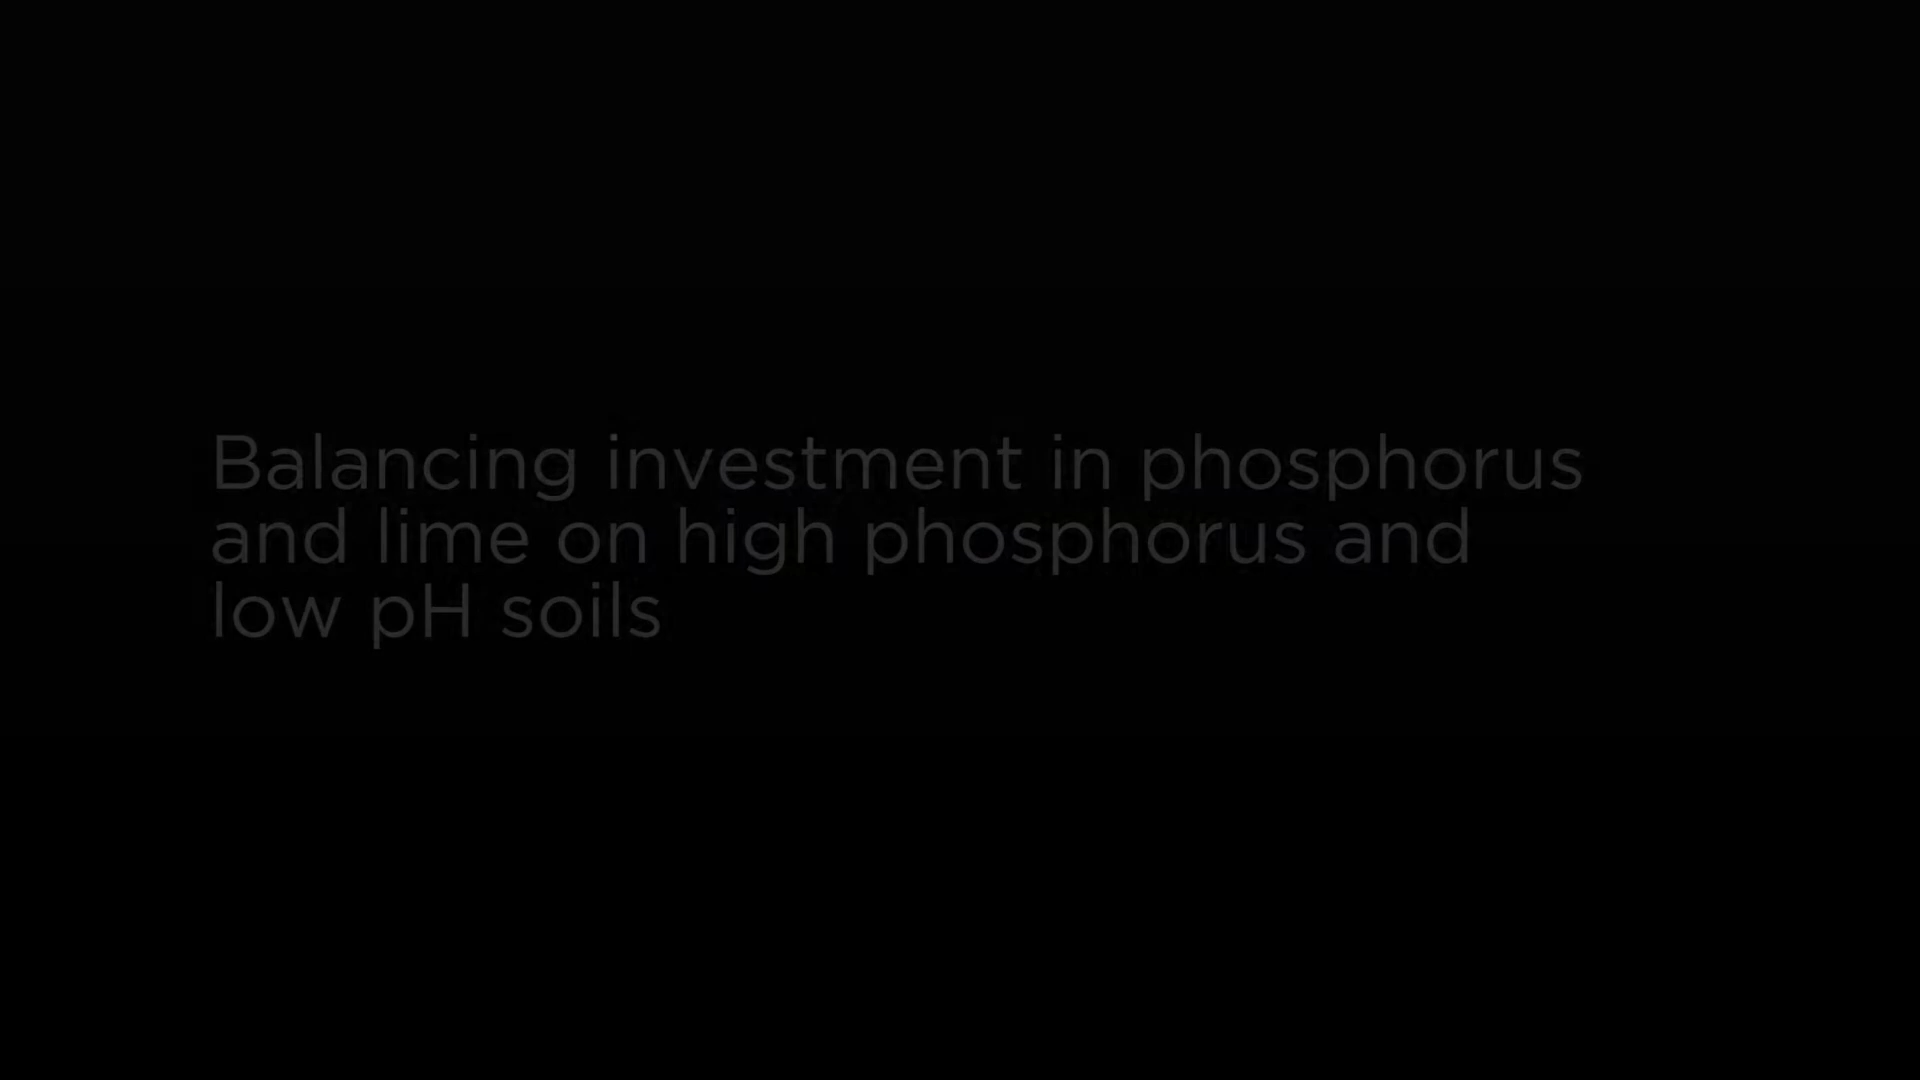 Balancing investment in phosphorus
and lime on high phosphorus and
low pH soils